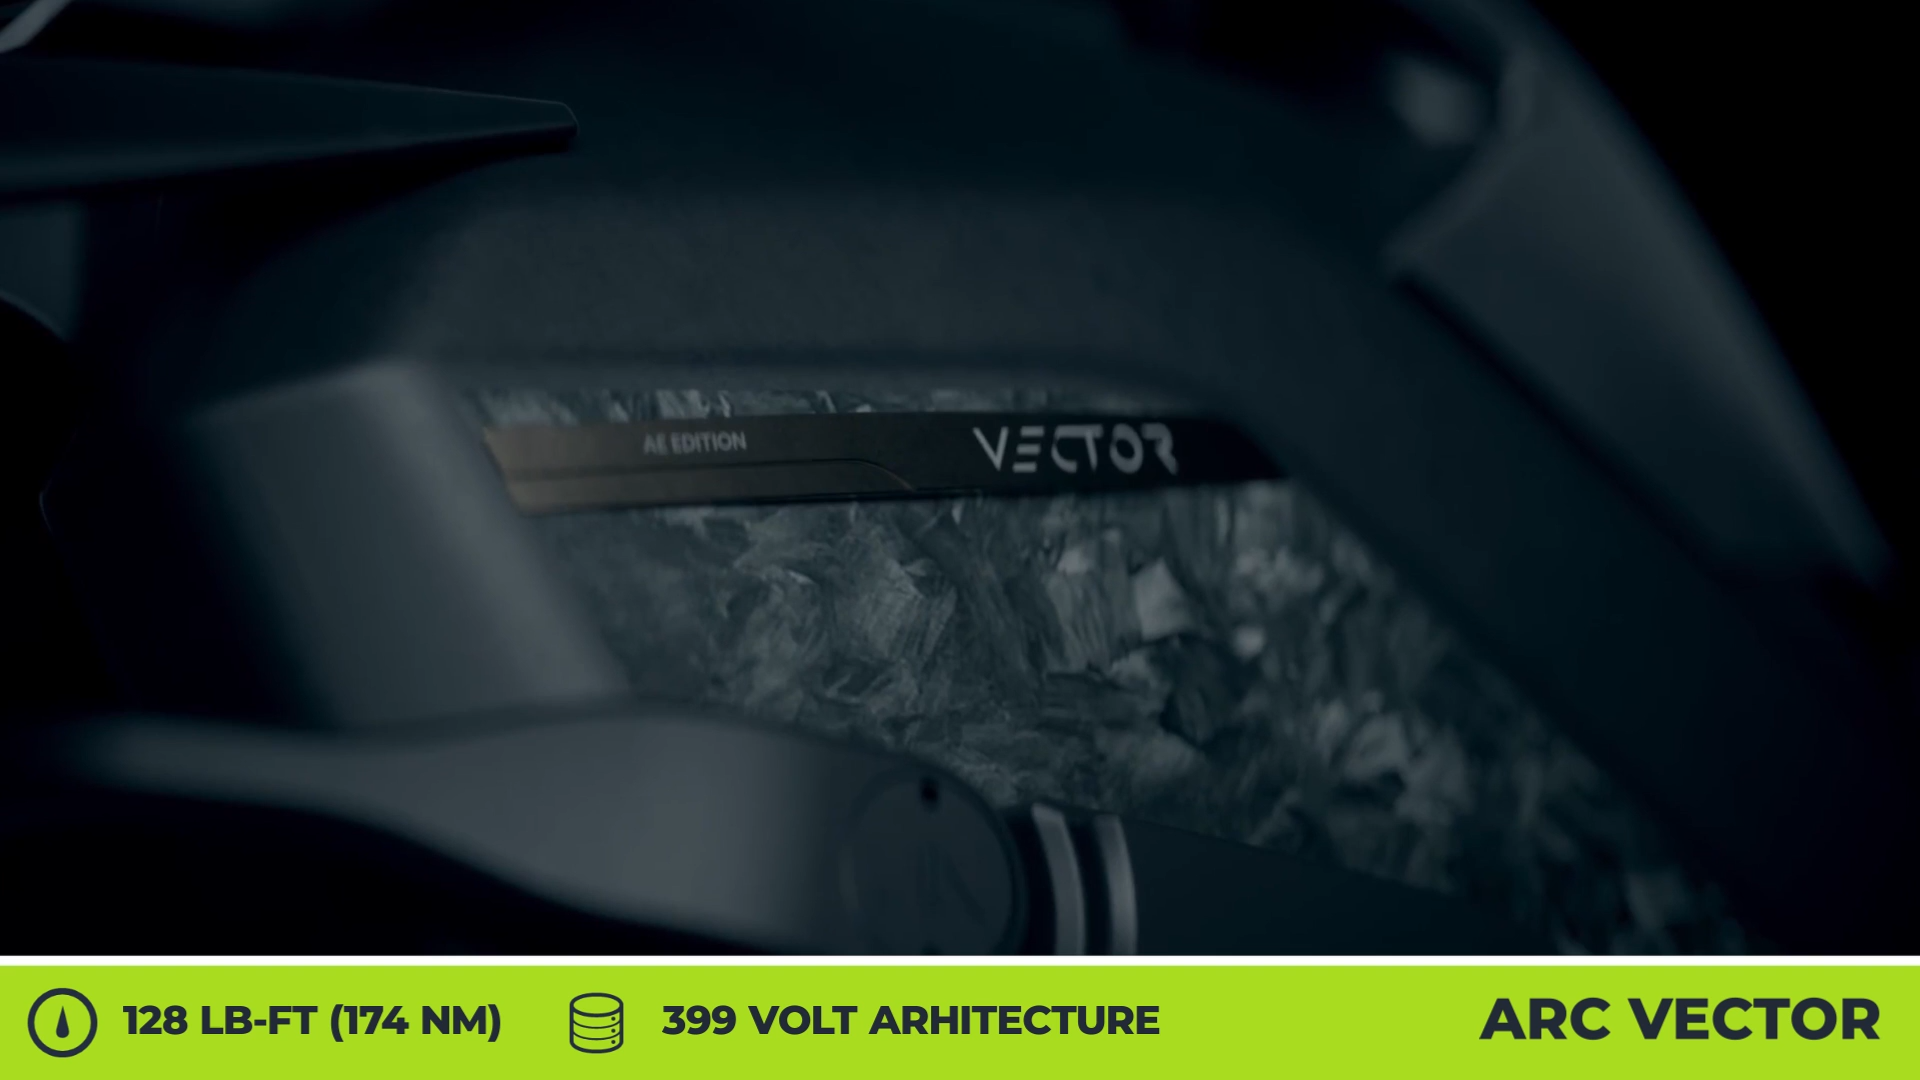 AE EDITION
VECTOR
128 LB-FT (174 NM)
399 VOLT ARHITECTURE
ARC VECTOR